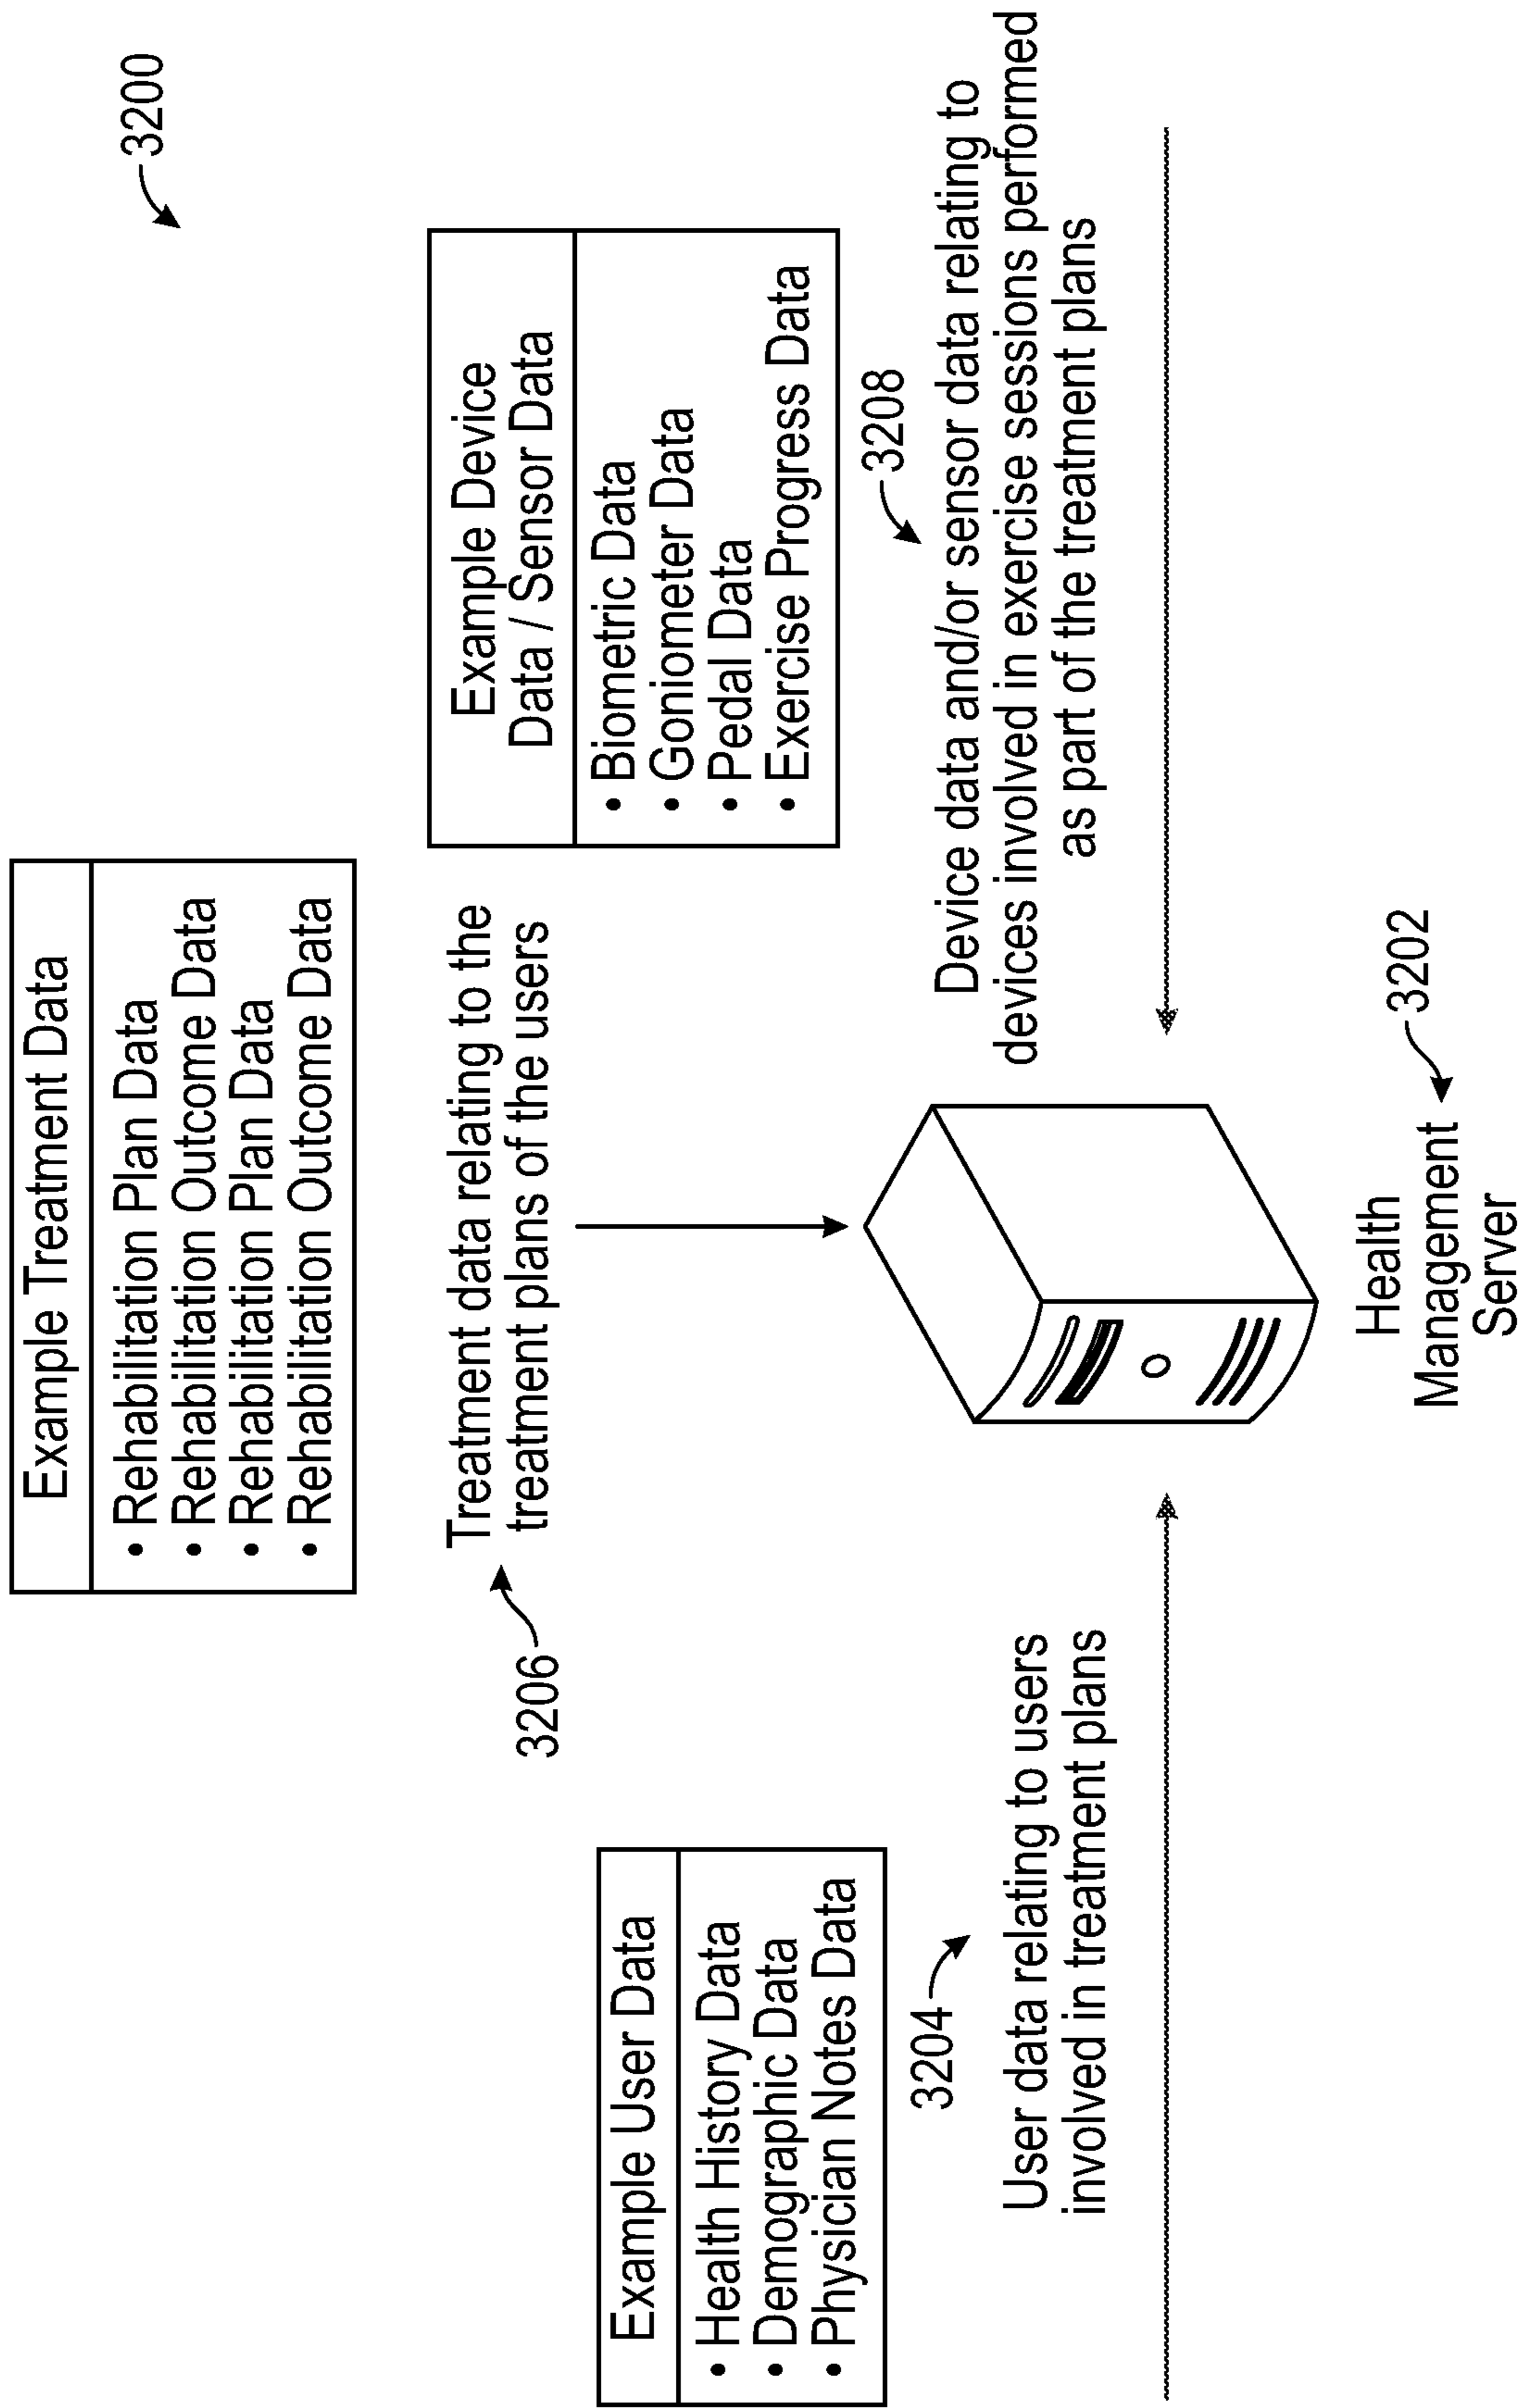 3200
Example Treatment Data
• Rehabilitation Plan Data
• Rehabilitation Outcome Data
• Rehabilitation Plan Data
• Rehabilitation Outcome Data
3206
Treatment data relating to the
treatment plans of the users
Example User Data
• Health History Data
• Demographic Data
• Physician Notes Data
3204
User data relating to users
involved in treatment plans
Example Device
Data / Sensor Data
• Biometric Data
• Goniometer Data
• Pedal Data
• Exercise Progress Data
3208
Device data and/or sensor data relating to
devices involved in exercise sessions performed
as part of the treatment plans
Health
Management
Server
3202